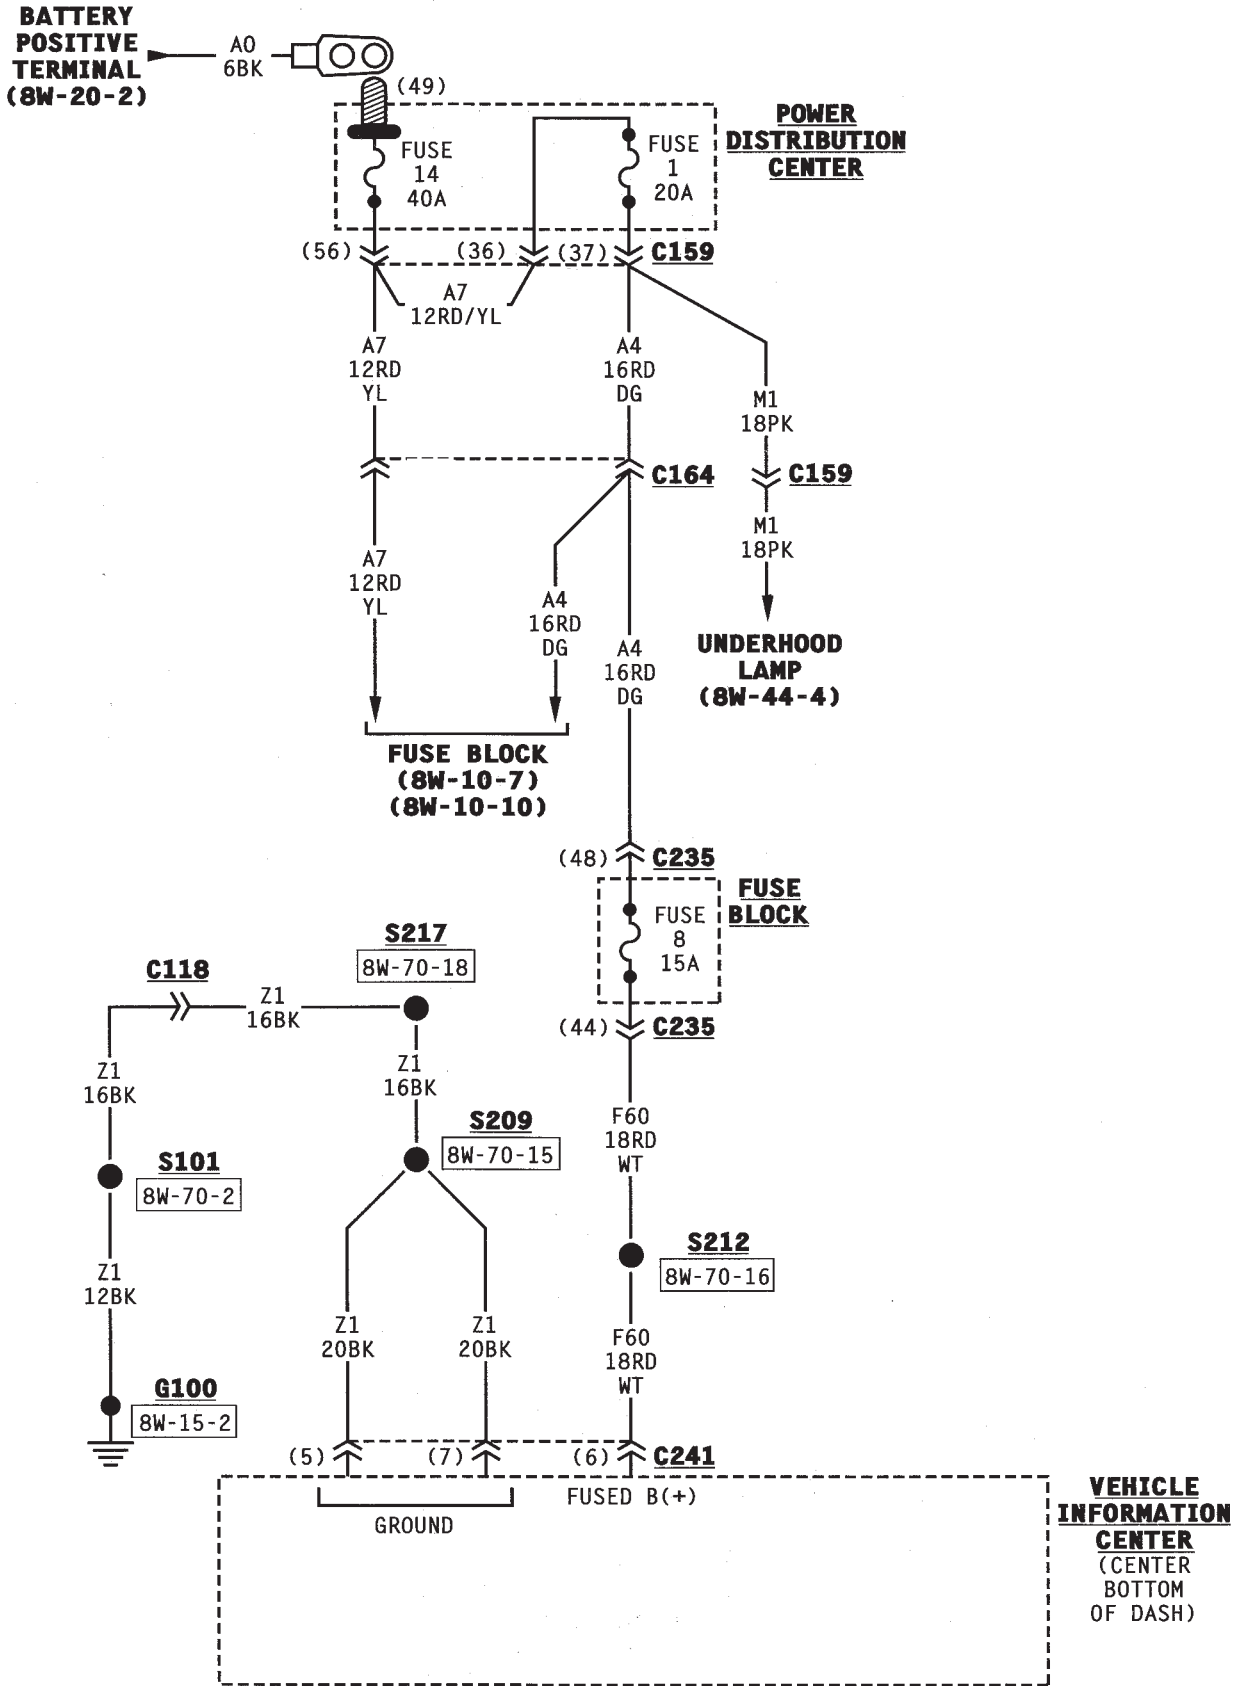 BATTERY
POSITIVE
TERMINAL
(8W-20-2)
A0
6BK
(49)
POWER
DISTRIBUTION
CENTER
FUSE
14
40A
FUSE
1
20A
(56)
(36)
(37)
C159
A7
12RD/YL
A7
12RD
YL
A4
16RD
DG
M1
18PK
C164
C159
M1
18PK
A7
12RD
YL
A4
16RD
DG
A4
16RD
DG
UNDERHOOD
LAMP
(8W-44-4)
FUSE BLOCK
(8W-10-7)
(8W-10-10)
(48)
C235
FUSE
BLOCK
FUSE
8
15A
(44)
C235
S217
8W-70-18
C118
Z1
16BK
Z1
16BK
Z1
16BK
S209
8W-70-15
S101
8W-70-2
F60
18RD
WT
S212
8W-70-16
Z1
12BK
Z1
20BK
Z1
20BK
F60
18RD
WT
G100
8W-15-2
(5)
(7)
(6)
C241
FUSED B(+)
GROUND
VEHICLE
INFORMATION
CENTER
(CENTER
BOTTOM
OF DASH)